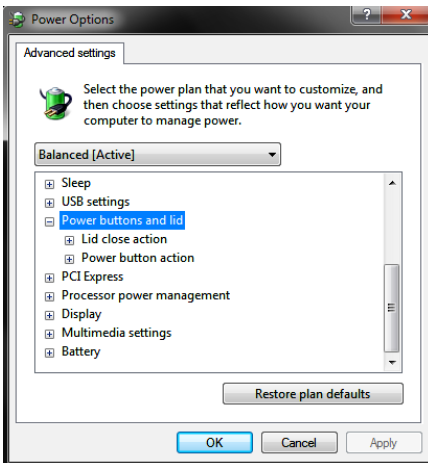 Power Options
Advanced settings
Select the power plan that you want to customize, and
then choose settings that reflect how you want your
computer to manage power.
Balanced [Active]
Sleep
USB settings
Power buttons and lid
Lid close action
Power button action
PCI Express
Processor power management
Display
Multimedia settings
Battery
Restore plan defaults
OK Cancel Apply